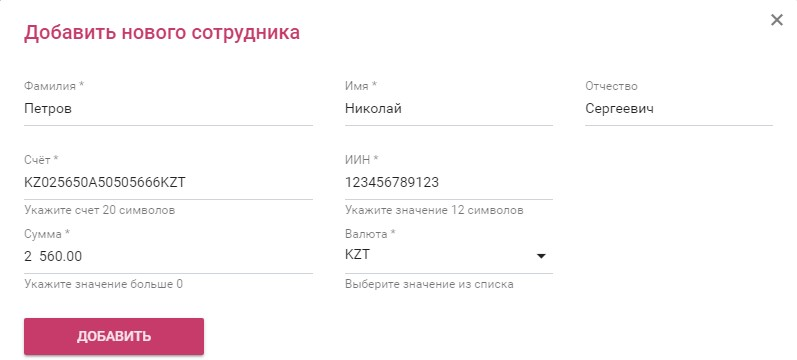 Добавить нового сотрудника
Фамилия * Имя * Отчество
Петров Николай Сергеевич
Счёт * ИИН *
KZ025650A50505666KZT 123456789123
Укажите счет 20 символов Укажите значение 12 символов
Сумма * Валюта *
2 560.00 KZT
Укажите значение больше 0 Выберите значение из списка
ДОБАВИТЬ